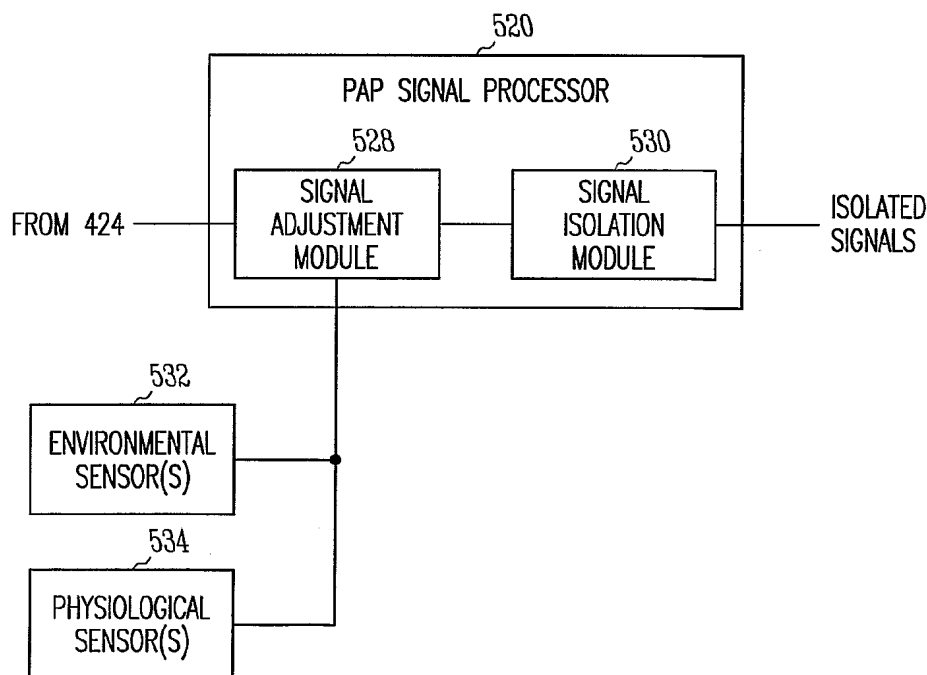 520
PAP SIGNAL PROCESSOR
528
SIGNAL
ADJUSTMENT
MODULE
530
SIGNAL
ISOLATION
MODULE
FROM 424
ISOLATED
SIGNALS
532
ENVIRONMENTAL
SENSOR(S)
534
PHYSIOLOGICAL
SENSOR(S)